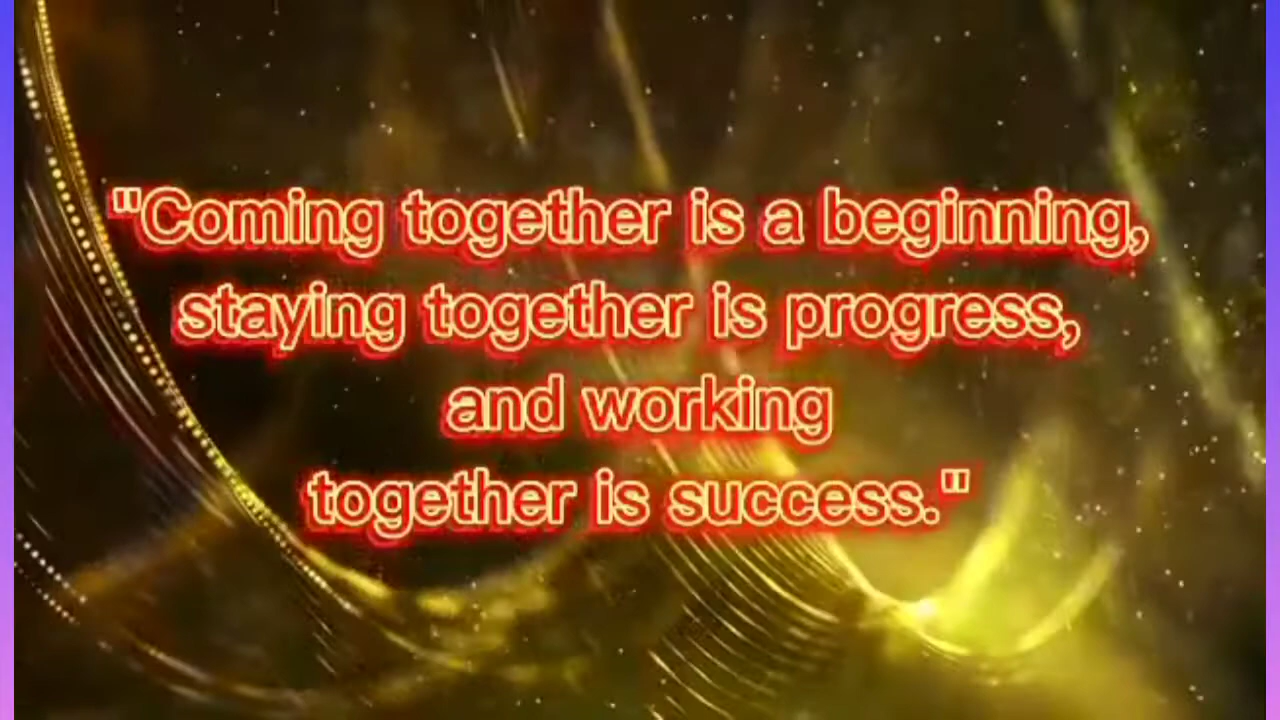 "Coming together is a beginning,
staying together is progress,
and working
together is success."